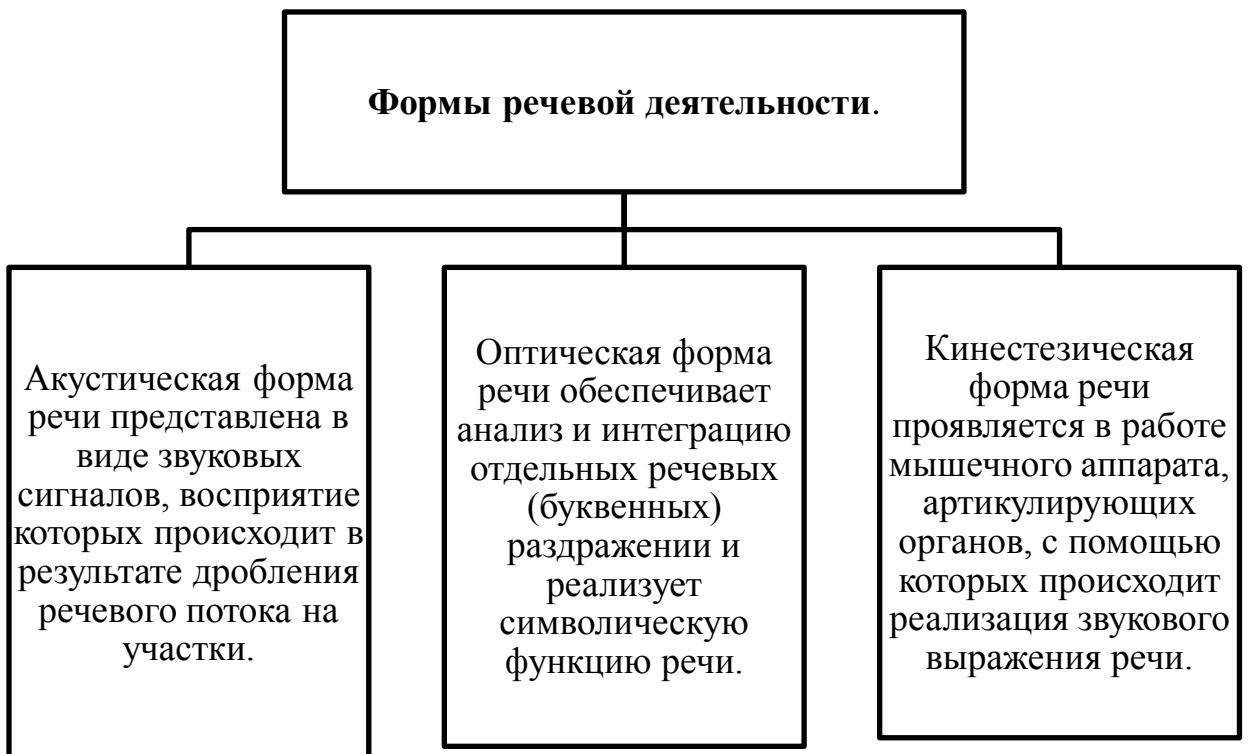 Формы речевой деятельности.
Акустическая форма
речи представлена в
виде звуковых
сигналов, восприятие
которых происходит в
результате дробления
речевого потока на
участки.
Оптическая форма
речи обеспечивает
анализ и интеграцию
отдельных речевых
(буквенных)
раздражении и
реализует
символическую
функцию речи.
Кинестезическая
форма речи
проявляется в работе
мышечного аппарата,
артикулирующих
органов, с помощью
которых происходит
реализация звукового
выражения речи.